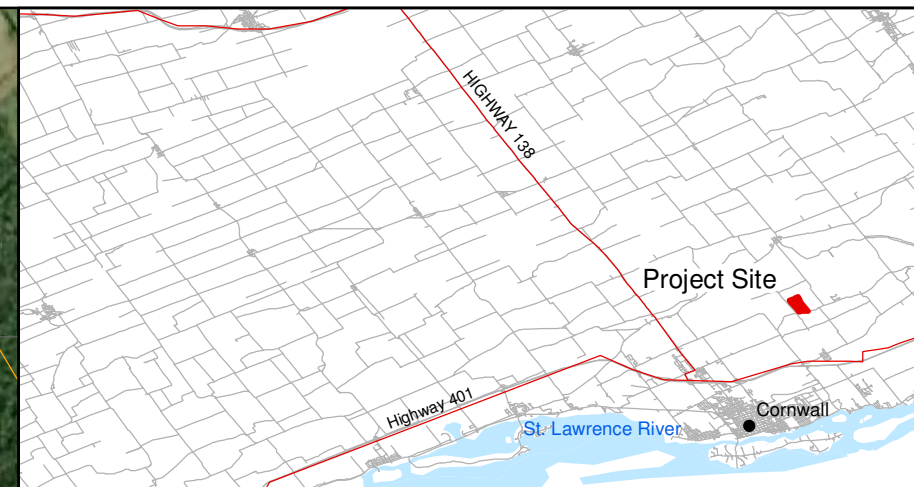 HIGHWAY 138
Project Site
Highway 401
Cornwall
St. Lawrence River